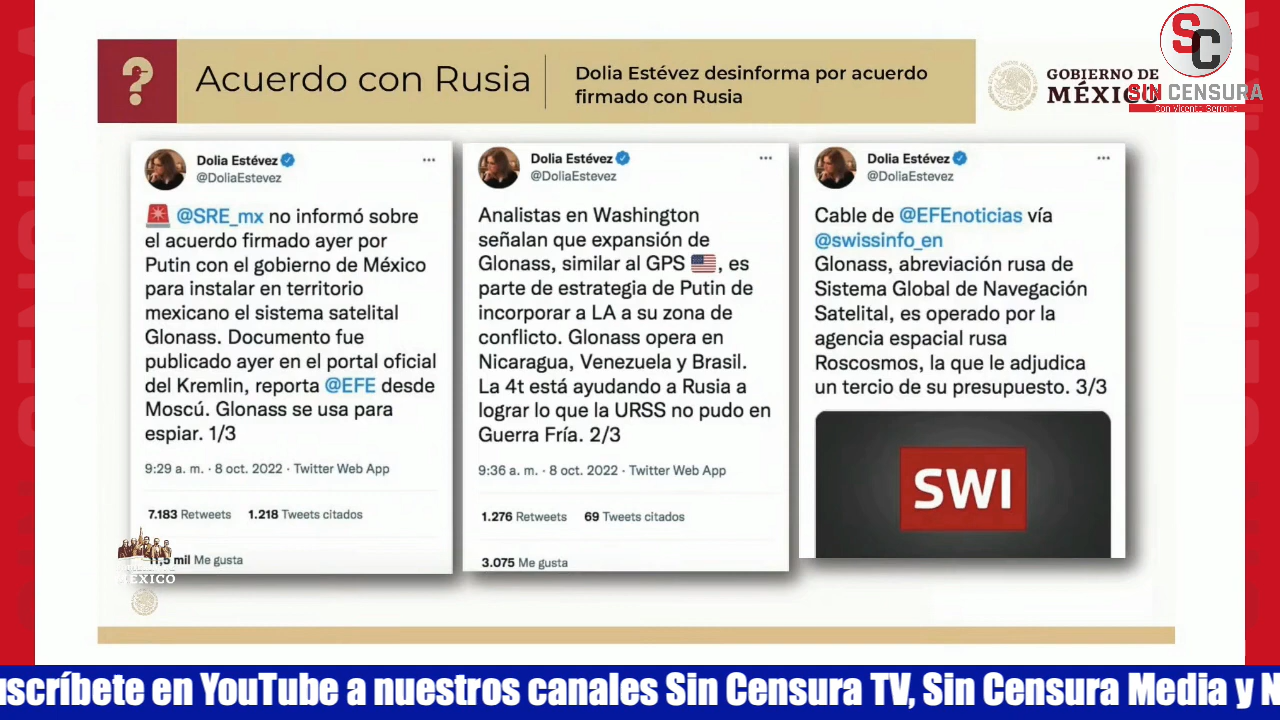 Acuerdo con Rusia
Dolia Estévez desinforma por acuerdo
firmado con Rusia
GOBIERNO DE
MÉXICO
SC
SIN CENSURA
Con Vicente Serrano
Dolia Estévez
@DoliaEstevez
@SRE_mx no informó sobre
el acuerdo firmado ayer por
Putin con el gobierno de México
para instalar en territorio
mexicano el sistema satelital
Glonass. Documento fue
publicado ayer en el portal oficial
del Kremlin, reporta @EFE desde
Moscú. Glonass se usa para
espiar. 1/3
9:29 a. m. · 8 oct. 2022 · Twitter Web App
7.183 Retweets 1.218 Tweets citados
mil Me gusta
MÉXICO
Dolia Estévez
@DoliaEstevez
Analistas en Washington
señalan que expansión de
Glonass, similar al GPS 🇺🇸, es
parte de estrategia de Putin de
incorporar a LA a su zona de
conflicto. Glonass opera en
Nicaragua, Venezuela y Brasil.
La 4t está ayudando a Rusia a
lograr lo que la URSS no pudo en
Guerra Fría. 2/3
9:36 a. m. · 8 oct. 2022 · Twitter Web App
1.276 Retweets 69 Tweets citados
3.075 Me gusta
Dolia Estévez
@DoliaEstevez
Cable de @EFEnoticias vía
@swissinfo_en
Glonass, abreviación rusa de
Sistema Global de Navegación
Satelital, es operado por la
agencia espacial rusa
Roscosmos, la que le adjudica
un tercio de su presupuesto. 3/3
SWI
uscríbete en YouTube a nuestros canales Sin Censura TV, Sin Censura Media y N